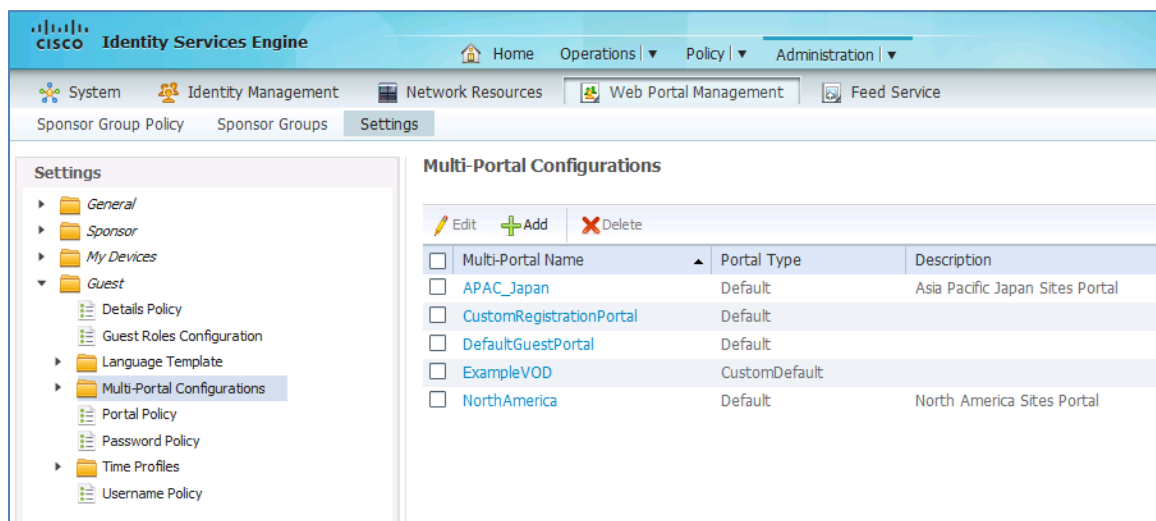 CISCO Identity Services Engine
Home Operations | ▼ Policy | ▼ Administration | ▼
System Identity Management Network Resources Web Portal Management Feed Service
Sponsor Group Policy Sponsor Groups Settings
Settings
General
Sponsor
My Devices
Guest
Details Policy
Guest Roles Configuration
Language Template
Multi-Portal Configurations
Portal Policy
Password Policy
Time Profiles
Username Policy
Multi-Portal Configurations
Edit Add Delete
Multi-Portal Name Portal Type Description
APAC_Japan Default Asia Pacific Japan Sites Portal
CustomRegistrationPortal Default
DefaultGuestPortal Default
ExampleVOD CustomDefault
NorthAmerica Default North America Sites Portal